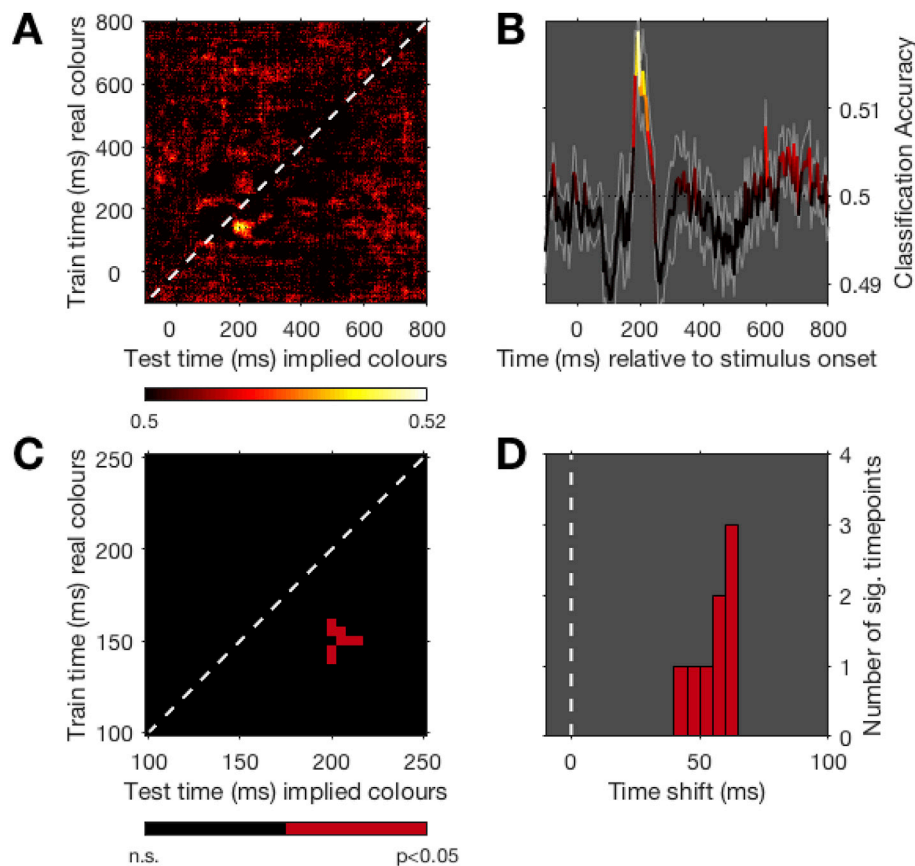 A
Train time (ms) real colours
800
600
400
200
0
0 200 400 600 800
Test time (ms) implied colours
0.5 0.52
B
0.51
0.5
0.49
Classification Accuracy
0 200 400 600 800
Time (ms) relative to stimulus onset
C
Train time (ms) real colours
250
200
150
100
100 150 200 250
Test time (ms) implied colours
n.s. p<0.05
D
4
3
2
1
0
Number of sig. timepoints
0 50 100
Time shift (ms)